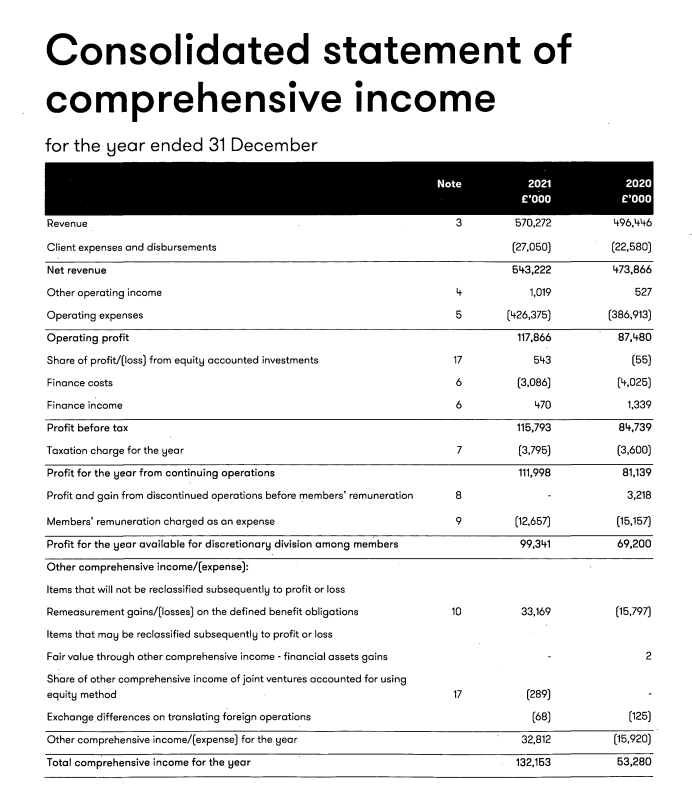 Consolidated statement of
comprehensive income
for the year ended 31 December
Note 2021 2020
£'000 £'000
Revenue 3 570,272 496,446
Client expenses and disbursements (27,050) (22,580)
Net revenue 543,222 473,866
Other operating income 4 1,019 527
Operating expenses 5 (426,375) (386,913)
Operating profit 117,866 87,480
Share of profit/(loss) from equity accounted investments 17 543 (55)
Finance costs 6 (3,086) (4,025)
Finance income 6 470 1,339
Profit before tax 115,793 84,739
Taxation charge for the year 7 (3,795) (3,600)
Profit for the year from continuing operations 111,998 81,139
Profit and gain from discontinued operations before members' remuneration 8 - 3,218
Members' remuneration charged as an expense 9 (12,657) (15,157)
Profit for the year available for discretionary division among members 99,341 69,200
Other comprehensive income/(expense):
Items that will not be reclassified subsequently to profit or loss
Remeasurement gains/(losses) on the defined benefit obligations 10 33,169 (15,797)
Items that may be reclassified subsequently to profit or loss
Fair value through other comprehensive income - financial assets gains - 2
Share of other comprehensive income of joint ventures accounted for using
equity method 17 (289) -
Exchange differences on translating foreign operations (68) (125)
Other comprehensive income/(expense) for the year 32,812 (15,920)
Total comprehensive income for the year 132,153 53,280